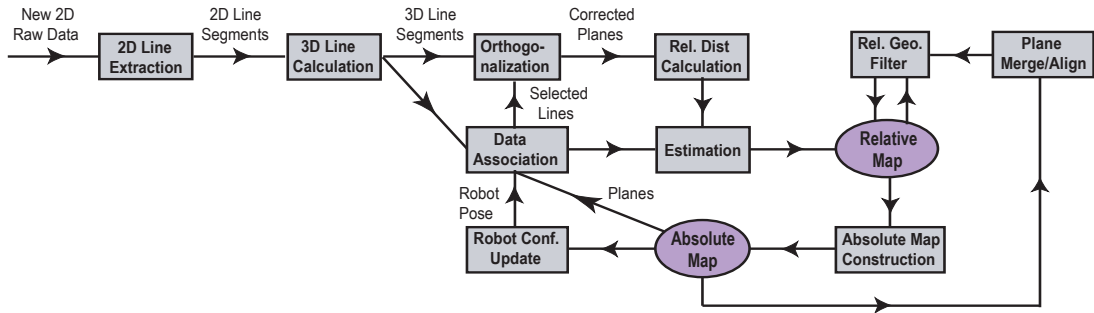 New 2D
Raw Data
2D Line
Segments
3D Line
Segments
Corrected
Planes
2D Line
Extraction
3D Line
Calculation
Orthogo-
nalization
Rel. Dist
Calculation
Rel. Geo.
Filter
Plane
Merge/Align
Selected
Lines
Data
Association
Estimation
Relative
Map
Robot
Pose
Planes
Robot Conf.
Update
Absolute
Map
Absolute Map
Construction